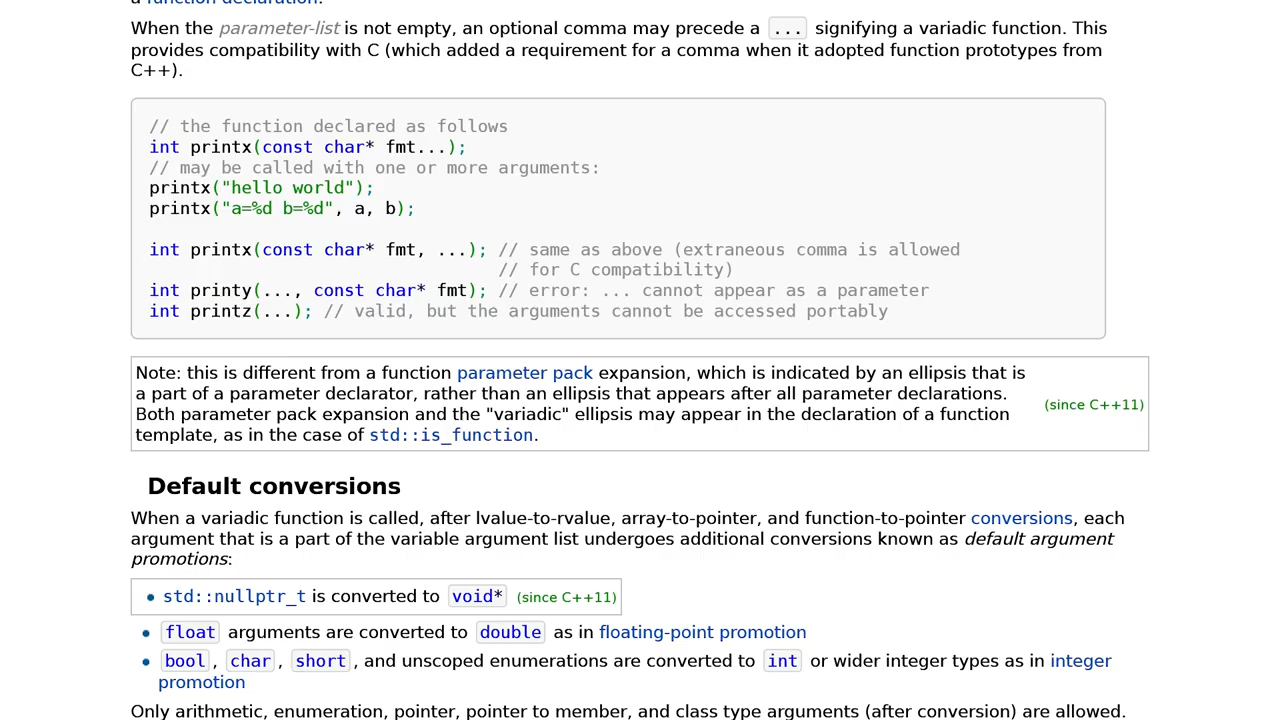 a function declaration.
When the parameter-list is not empty, an optional comma may precede a ... signifying a variadic function. This
provides compatibility with C (which added a requirement for a comma when it adopted function prototypes from
C++).
// the function declared as follows
int printx(const char* fmt...);
// may be called with one or more arguments:
printx("hello world");
printx("a=%d b=%d", a, b);
int printx(const char* fmt, ...); // same as above (extraneous comma is allowed
// for C compatibility)
int printy(..., const char* fmt); // error: ... cannot appear as a parameter
int printz(...); // valid, but the arguments cannot be accessed portably
Note: this is different from a function parameter pack expansion, which is indicated by an ellipsis that is
a part of a parameter declarator, rather than an ellipsis that appears after all parameter declarations.
Both parameter pack expansion and the "variadic" ellipsis may appear in the declaration of a function
template, as in the case of std::is_function.
(since C++11)
Default conversions
When a variadic function is called, after lvalue-to-rvalue, array-to-pointer, and function-to-pointer conversions, each
argument that is a part of the variable argument list undergoes additional conversions known as default argument
promotions:
• std::nullptr_t is converted to void* (since C++11)
• float arguments are converted to double as in floating-point promotion
• bool, char, short, and unscoped enumerations are converted to int or wider integer types as in integer
promotion
Only arithmetic, enumeration, pointer, pointer to member, and class type arguments (after conversion) are allowed.